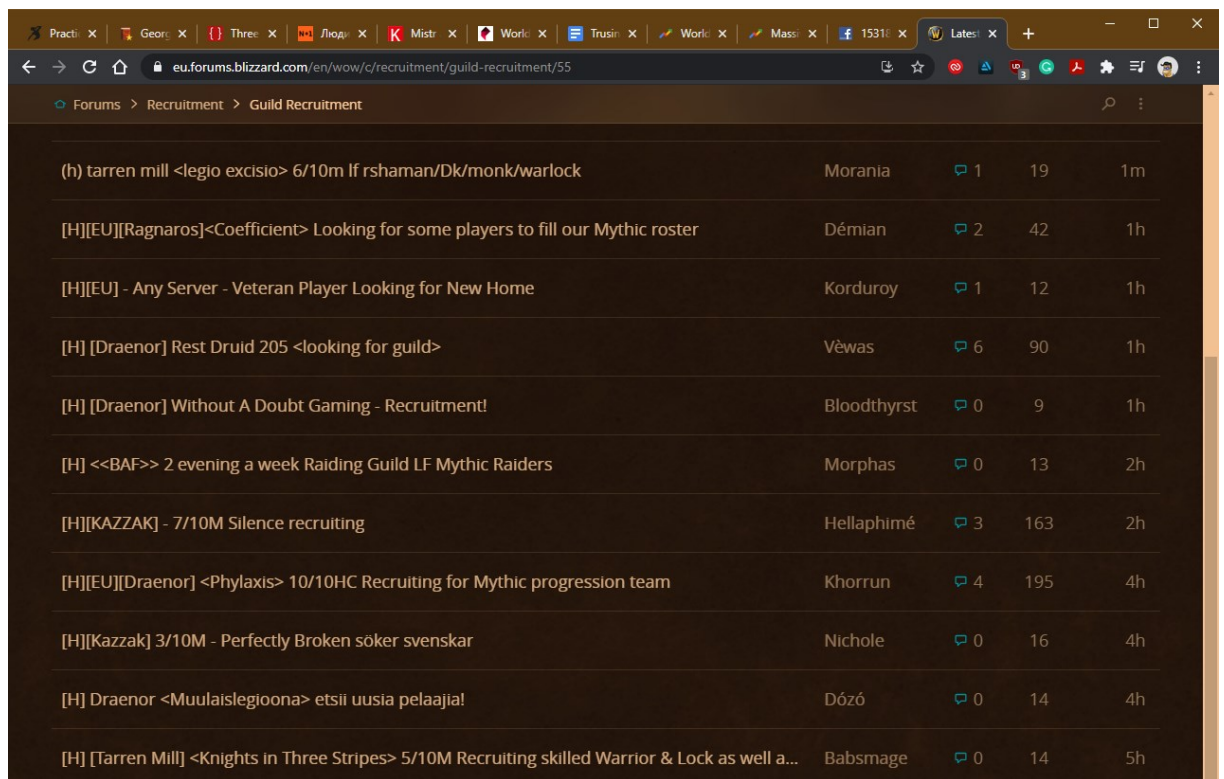 Practi Georg Three Люди Mistr World Trusin World Massi 15318 Latest
eu.forums.blizzard.com/en/wow/c/recruitment/guild-recruitment/55
Forums > Recruitment > Guild Recruitment
(h) tarren mill <legio excisio> 6/10m lf rshaman/Dk/monk/warlock Morania 1 19 1m
[H][EU][Ragnaros]<Coefficient> Looking for some players to fill our Mythic roster Démian 2 42 1h
[H][EU] - Any Server - Veteran Player Looking for New Home Korduroy 1 12 1h
[H] [Draenor] Rest Druid 205 <looking for guild> Vèwas 6 90 1h
[H] [Draenor] Without A Doubt Gaming - Recruitment! Bloodthyrst 0 9 1h
[H] <<BAF>> 2 evening a week Raiding Guild LF Mythic Raiders Morphas 0 13 2h
[H][KAZZAK] - 7/10M Silence recruiting Hellaphimé 3 163 2h
[H][EU][Draenor] <Phylaxis> 10/10HC Recruiting for Mythic progression team Khorrun 4 195 4h
[H][Kazzak] 3/10M - Perfectly Broken söker svenskar Nichole 0 16 4h
[H] Draenor <Muulaislegioona> etsii uusia pelaajia! Dózó 0 14 4h
[H] [Tarren Mill] <Knights in Three Stripes> 5/10M Recruiting skilled Warrior & Lock as well a... Babsmage 0 14 5h